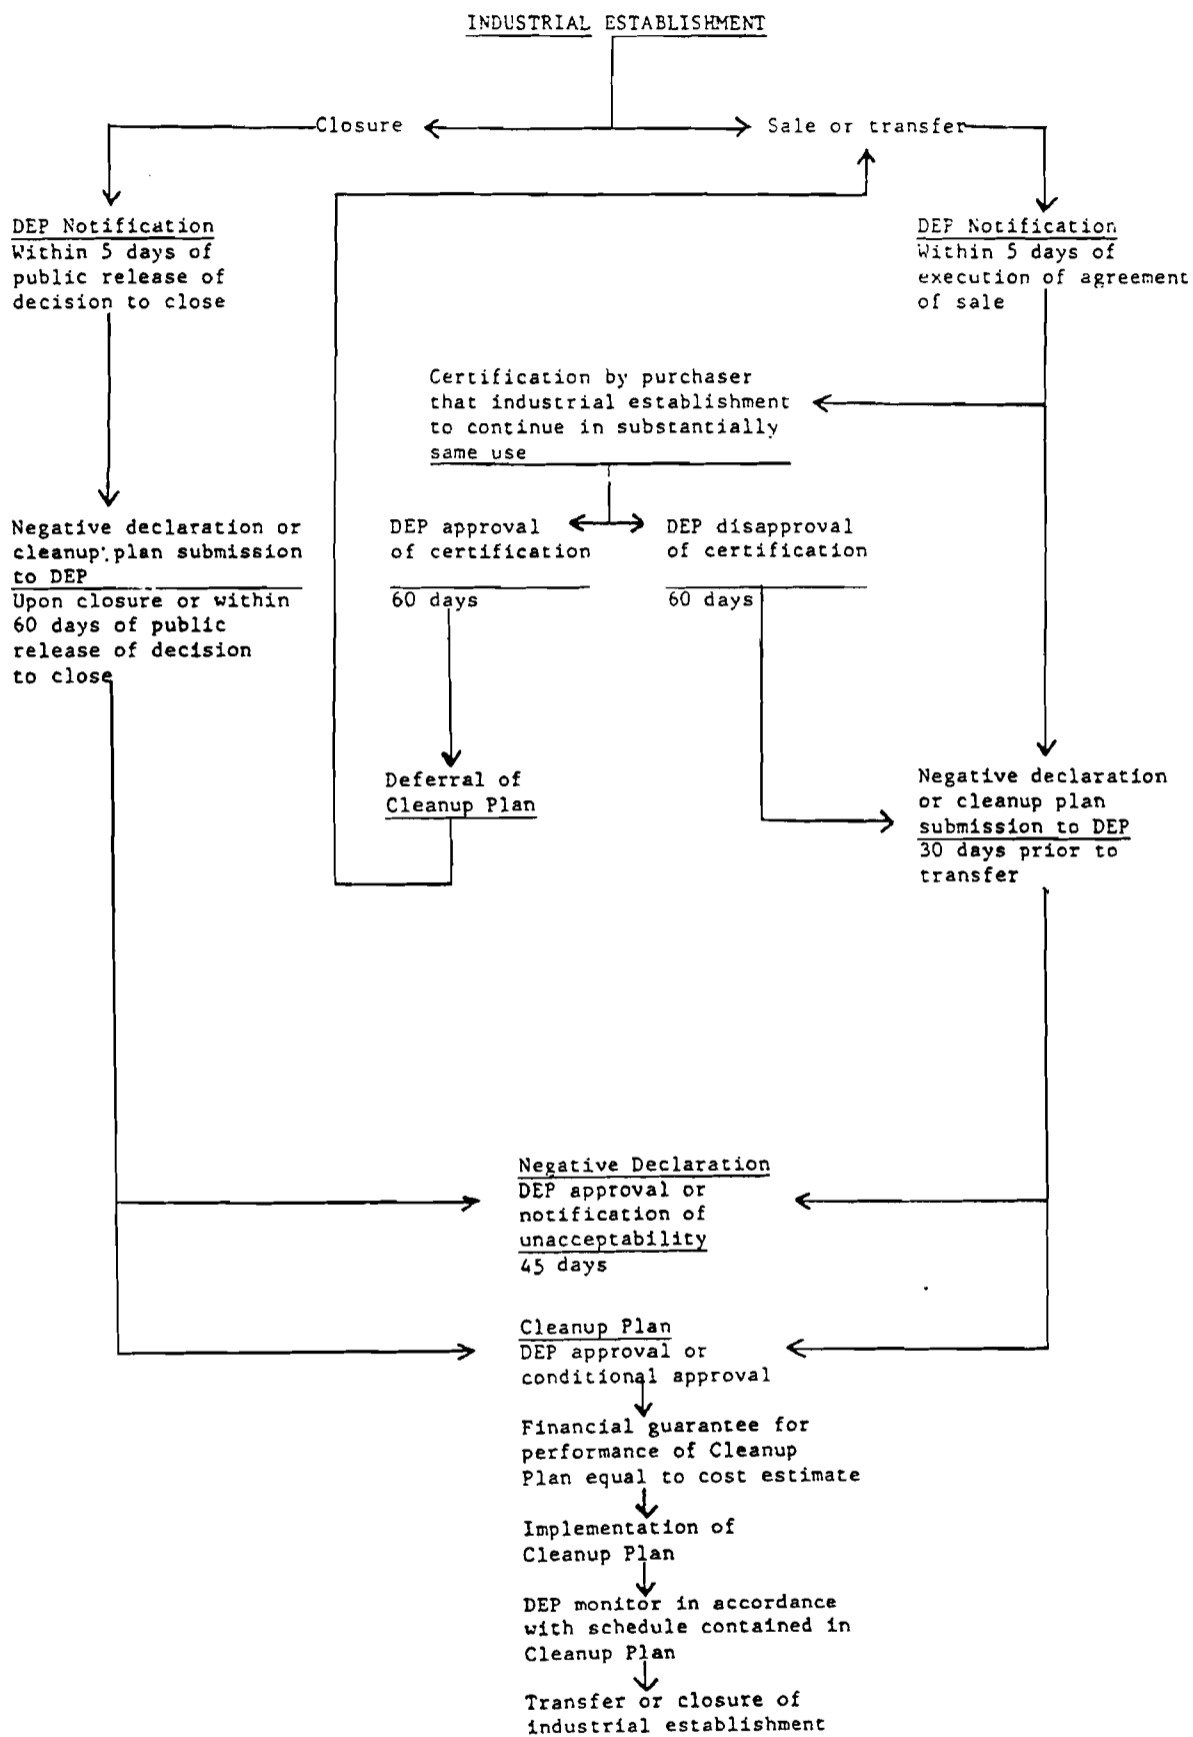 INDUSTRIAL ESTABLISHMENT
Closure
Sale or transfer
DEP Notification
Within 5 days of
public release of
decision to close
DEP Notification
Within 5 days of
execution of agreement
of sale
Certification by purchaser
that industrial establishment
to continue in substantially
same use
Negative declaration or
cleanup plan submission
to DEP
Upon closure or within
60 days of public
release of decision
to close
DEP approval
of certification
60 days
DEP disapproval
of certification
60 days
Deferral of
Cleanup Plan
Negative declaration
or cleanup plan
submission to DEP
30 days prior to
transfer
Negative Declaration
DEP approval or
notification of
unacceptability
45 days
Cleanup Plan
DEP approval or
conditional approval
Financial guarantee for
performance of Cleanup
Plan equal to cost estimate
Implementation of
Cleanup Plan
DEP monitor in accordance
with schedule contained in
Cleanup Plan
Transfer or closure of
industrial establishment